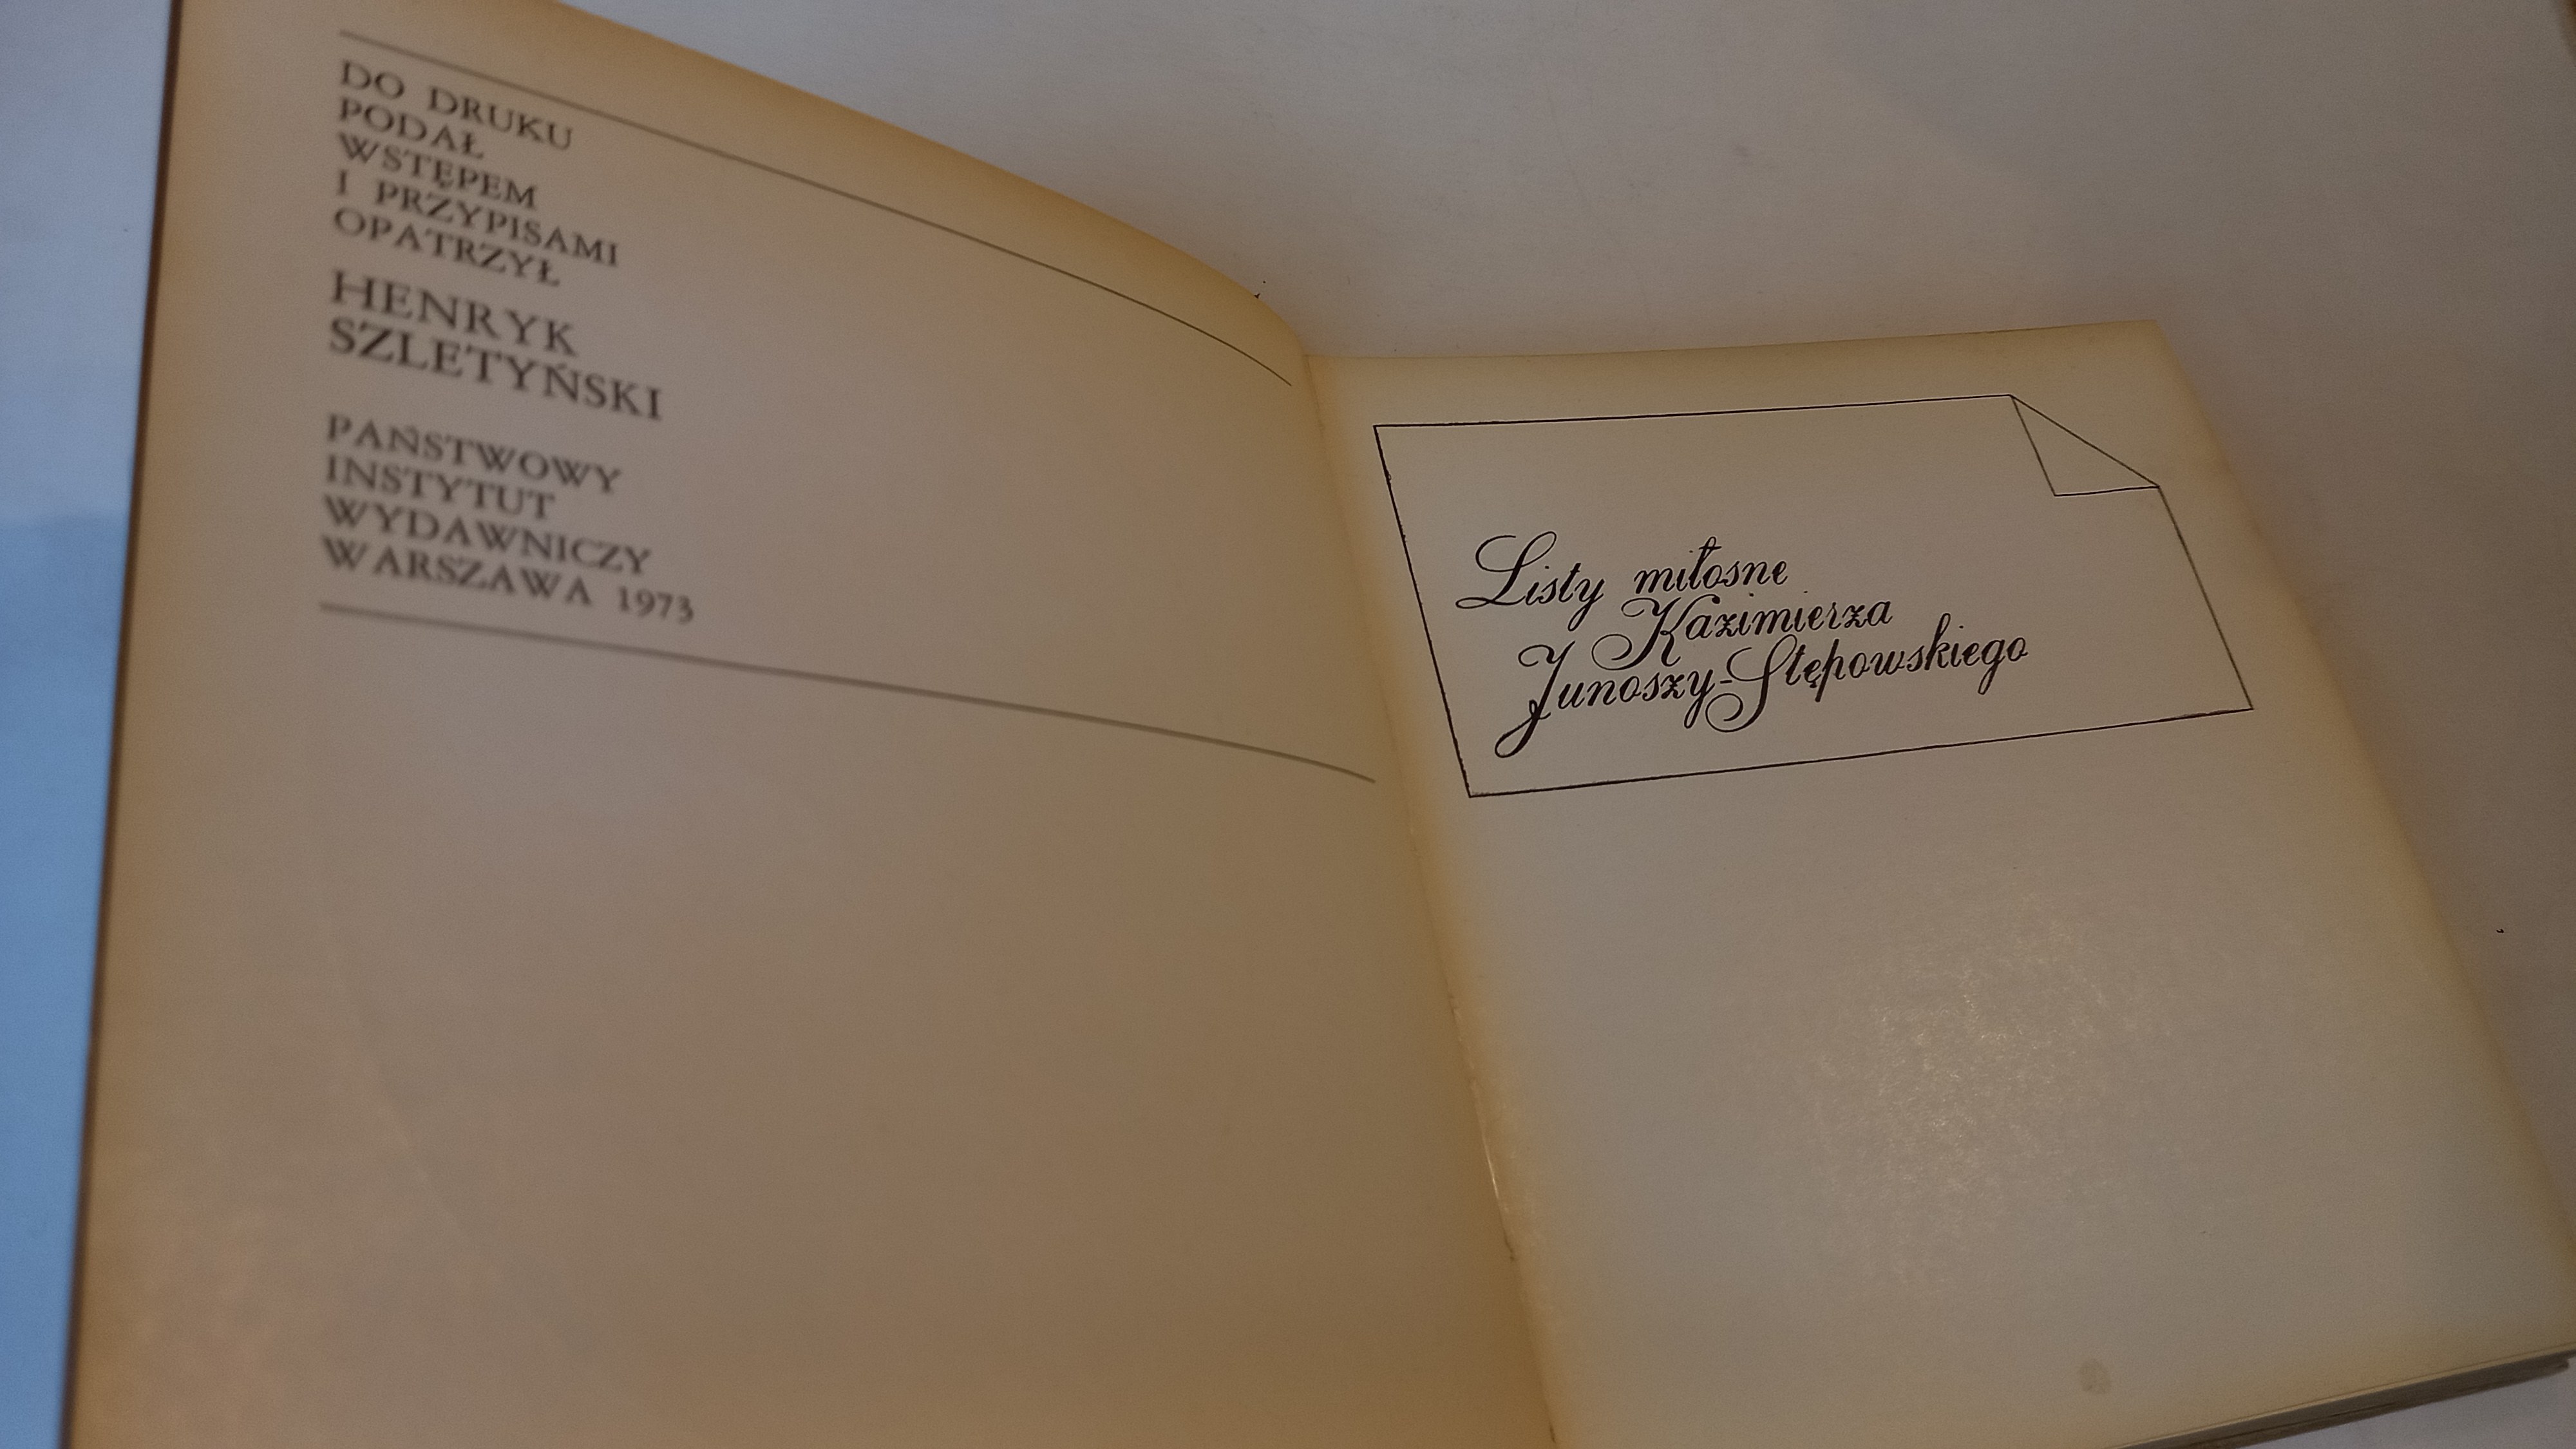 DO DRUKU
PODAŁ
WSTĘPEM
I PRZYPISAMI
OPATRZYŁ
HENRYK
SZLETYŃSKI
PAŃSTWOWY
INSTYTUT
WYDAWNICZY
WARSZAWA 1973
Listy miłosne
Kazimierza
Junoszy-Stępowskiego